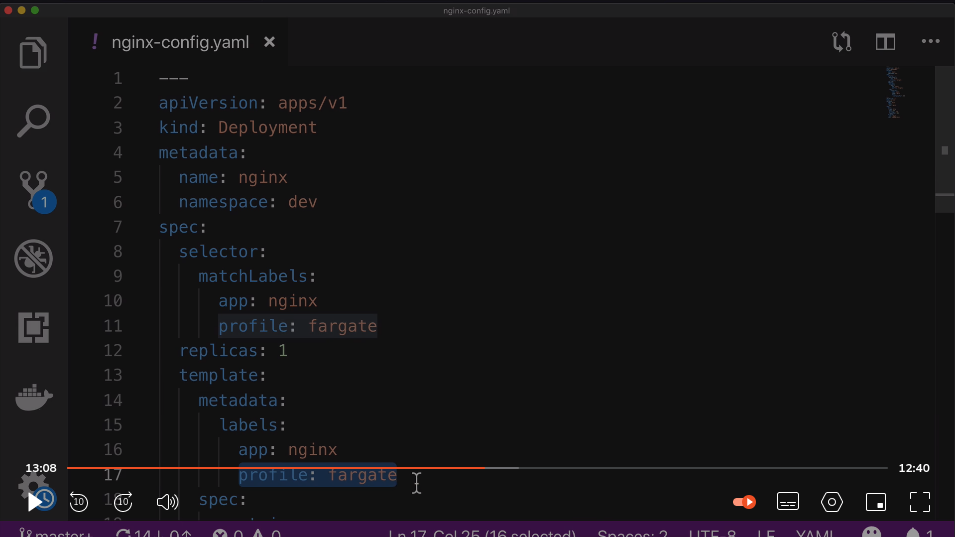 nginx-config.yaml
! nginx-config.yaml ×
1 ---
2 apiVersion: apps/v1
3 kind: Deployment
4 metadata:
5 name: nginx
6 namespace: dev
7 spec:
8 selector:
9 matchLabels:
10 app: nginx
11 profile: fargate
12 replicas: 1
13 template:
14 metadata:
15 labels:
16 app: nginx
17 profile: fargate
spec:
1
13:08
12:40
10
10
master+ 14↓ 0↑ 0 0 Ln 17, Col 25 (16 selected) Spaces: 2 UTF-8 LF YAML 1